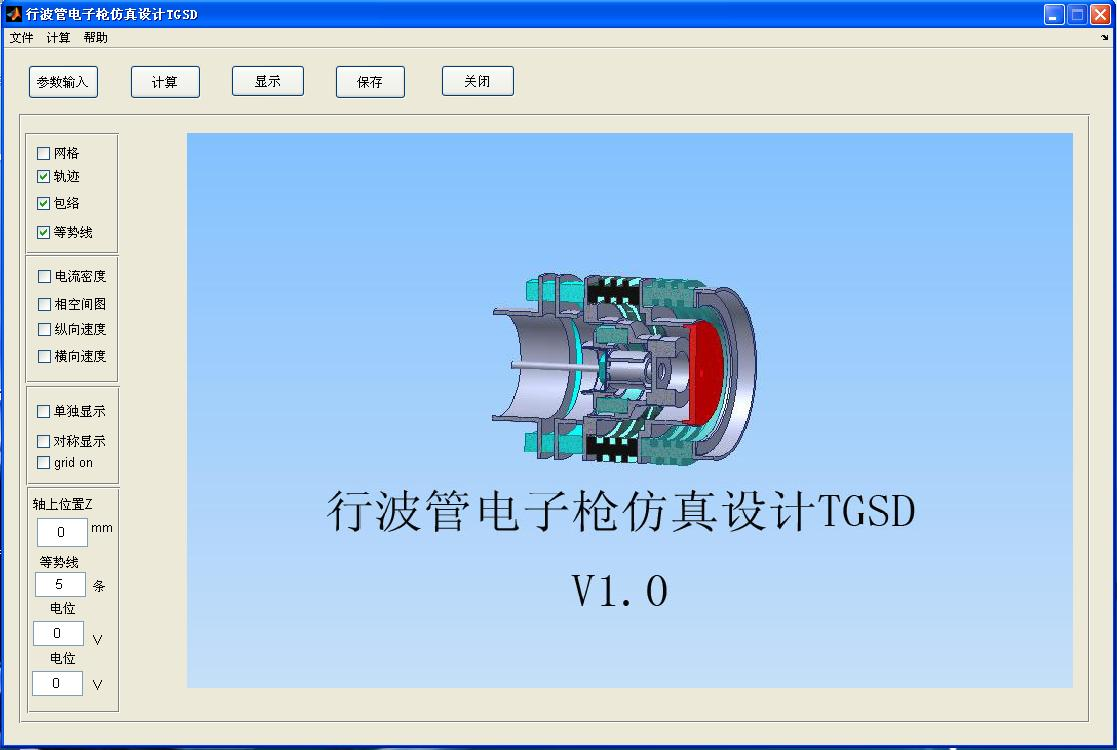 行波管电子枪仿真设计TGSD
文件 计算 帮助
参数输入 计算 显示 保存 关闭
网格
轨迹
包络
等势线
电流密度
相空间图
纵向速度
横向速度
单独显示
对称显示
grid on
轴上位置Z
0 mm
等势线
5 条
电位
0 V
电位
0 V
行波管电子枪仿真设计TGSD
V1.0